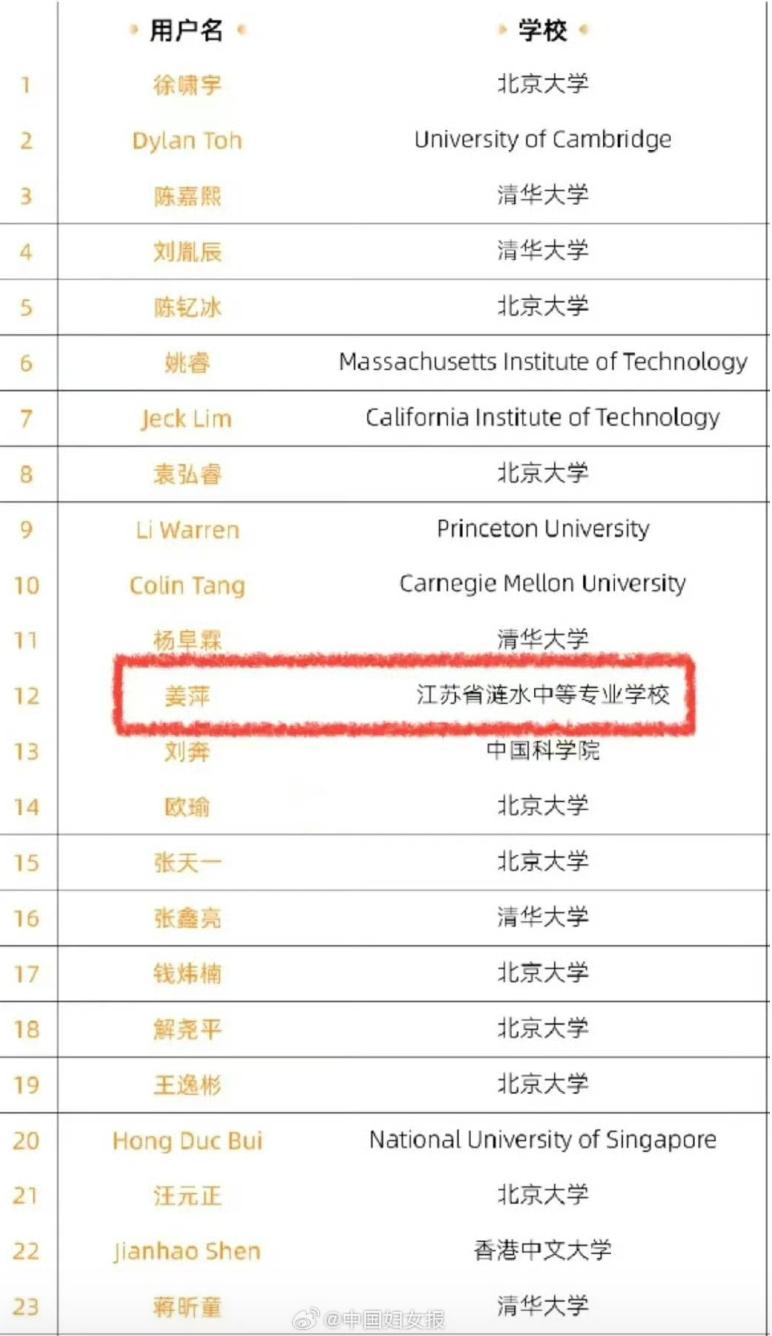 用户名 学校
1 徐啸宇 北京大学
2 Dylan Toh University of Cambridge
3 陈嘉熙 清华大学
4 刘胤辰 清华大学
5 陈钇冰 北京大学
6 姚睿 Massachusetts Institute of Technology
7 Jeck Lim California Institute of Technology
8 袁弘睿 北京大学
9 Li Warren Princeton University
10 Colin Tang Carnegie Mellon University
11 杨阜霖 清华大学
12 姜萍 江苏省涟水中等专业学校
13 刘奔 中国科学院
14 欧瑜 北京大学
15 张天一 北京大学
16 张鑫亮 清华大学
17 钱炜楠 北京大学
18 解尧平 北京大学
19 王逸彬 北京大学
20 Hong Duc Bui National University of Singapore
21 汪元正 北京大学
22 Jianhao Shen 香港中文大学
23 蒋昕童 清华大学
@中国妇女报